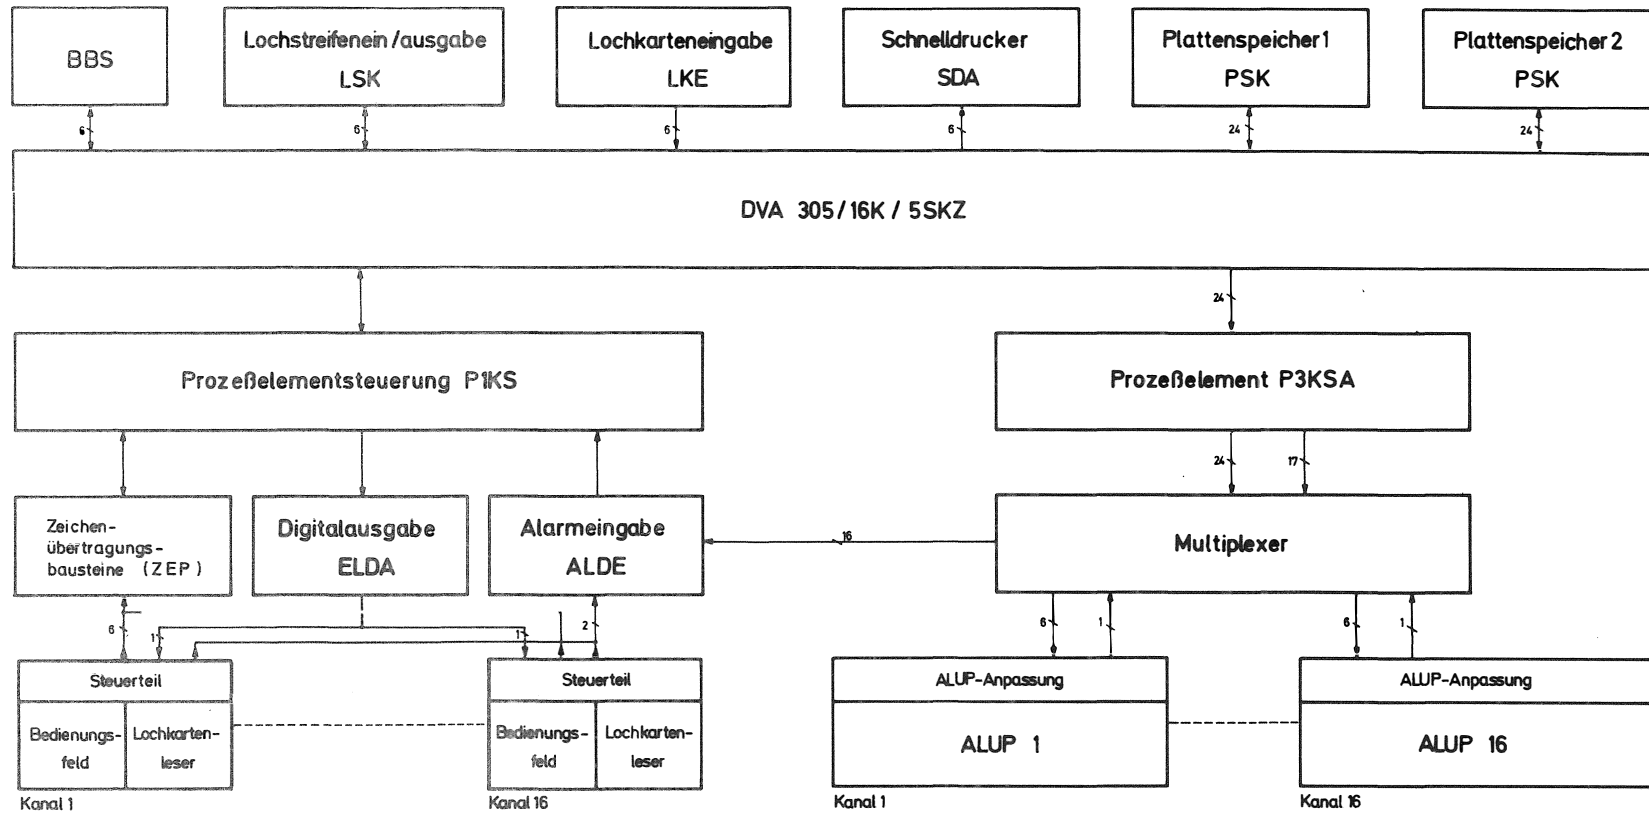 BBS
Lochstreifenein/ausgabe
LSK
Lochkarteneingabe
LKE
Schnelldrucker
SDA
Plattenspeicher 1
PSK
Plattenspeicher 2
PSK
6
6
6
6
24
24
DVA 305/16K/5SKZ
24
Prozeßelementsteuerung P1KS
Prozeßelement P3KSA
24
17
Zeichen-
übertragungs-
bausteine (ZEP)
Digitalausgabe
ELDA
Alarmeingabe
ALDE
16
Multiplexer
6
1
1
2
6
1
6
1
Steuerteil
Bedienungs-
feld
Lochkarten-
leser
Kanal 1
Steuerteil
Bedienungs-
feld
Lochkarten-
leser
Kanal 16
ALUP-Anpassung
ALUP 1
Kanal 1
ALUP-Anpassung
ALUP 16
Kanal 16